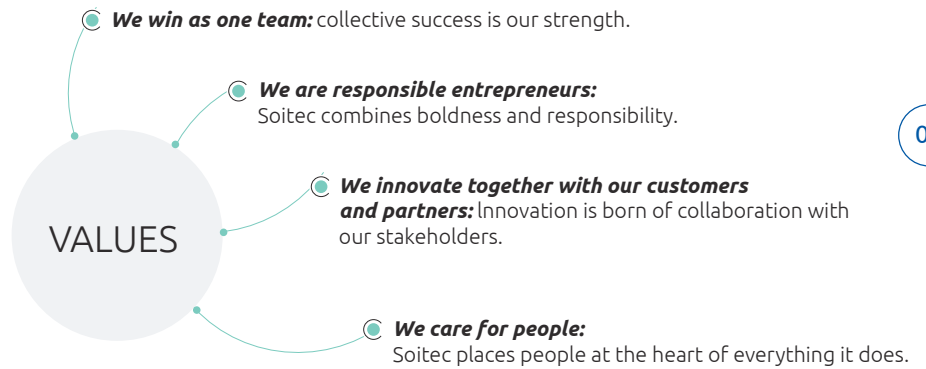 We win as one team: collective success is our strength.
We are responsible entrepreneurs:
Soitec combines boldness and responsibility.
We innovate together with our customers
and partners: Innovation is born of collaboration with
our stakeholders.
VALUES
We care for people:
Soitec places people at the heart of everything it does.